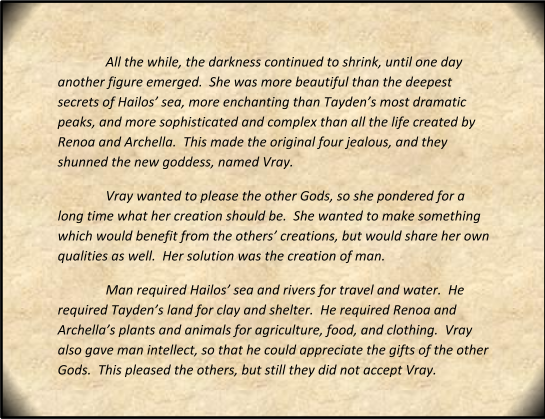 All the while, the darkness continued to shrink, until one day
another figure emerged.  She was more beautiful than the deepest
secrets of Hailos’ sea, more enchanting than Tayden’s most dramatic
peaks, and more sophisticated and complex than all the life created by
Renoa and Archella.  This made the original four jealous, and they
shunned the new goddess, named Vray.
Vray wanted to please the other Gods, so she pondered for a
long time what her creation should be.  She wanted to make something
which would benefit from the others’ creations, but would share her own
qualities as well.  Her solution was the creation of man.
Man required Hailos’ sea and rivers for travel and water.  He
required Tayden’s land for clay and shelter.  He required Renoa and
Archella’s plants and animals for agriculture, food, and clothing.  Vray
also gave man intellect, so that he could appreciate the gifts of the other
Gods.  This pleased the others, but still they did not accept Vray.